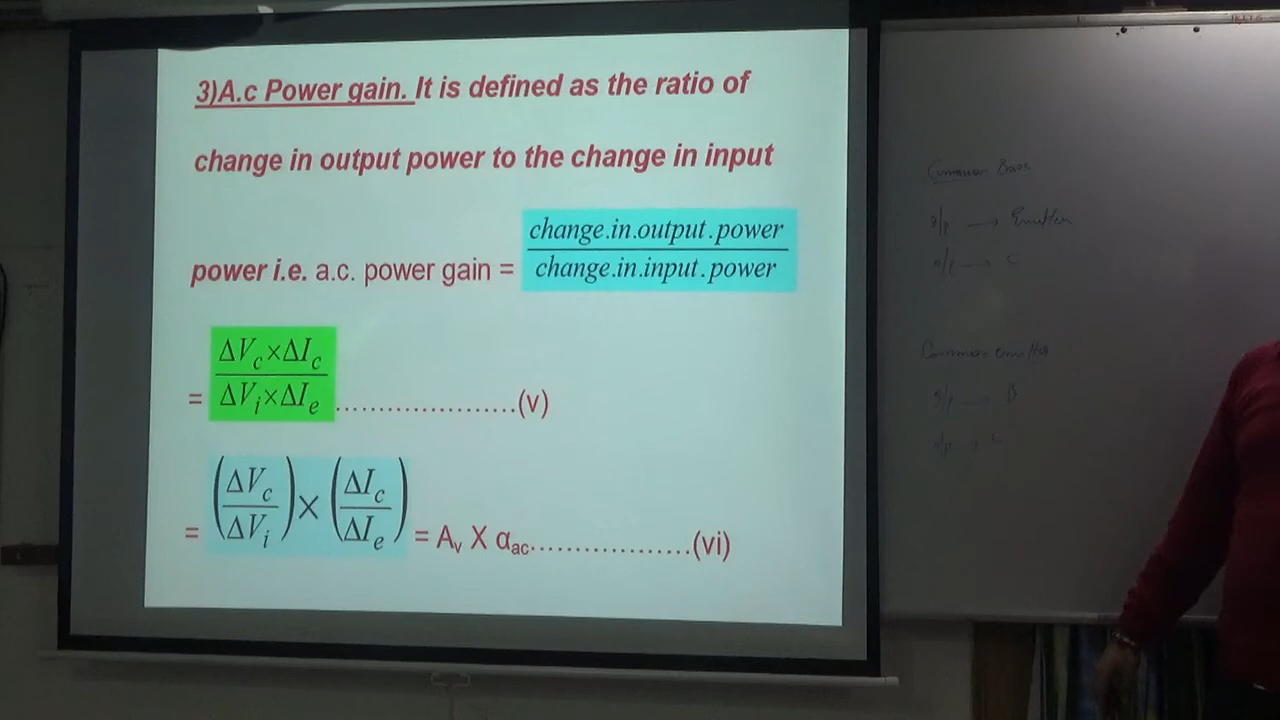 3)A.c Power gain. It is defined as the ratio of
change in output power to the change in input
power i.e. a.c. power gain = change.in.output.power / change.in.input.power
= ΔVc×ΔIc / ΔVi×ΔIe ....................(v)
= (ΔVc / ΔVi) × (ΔIc / ΔIe) = Av X αac..................(vi)
Common Base
i/p → Emitter
o/p → C
Common emitter
i/p → B
o/p → C